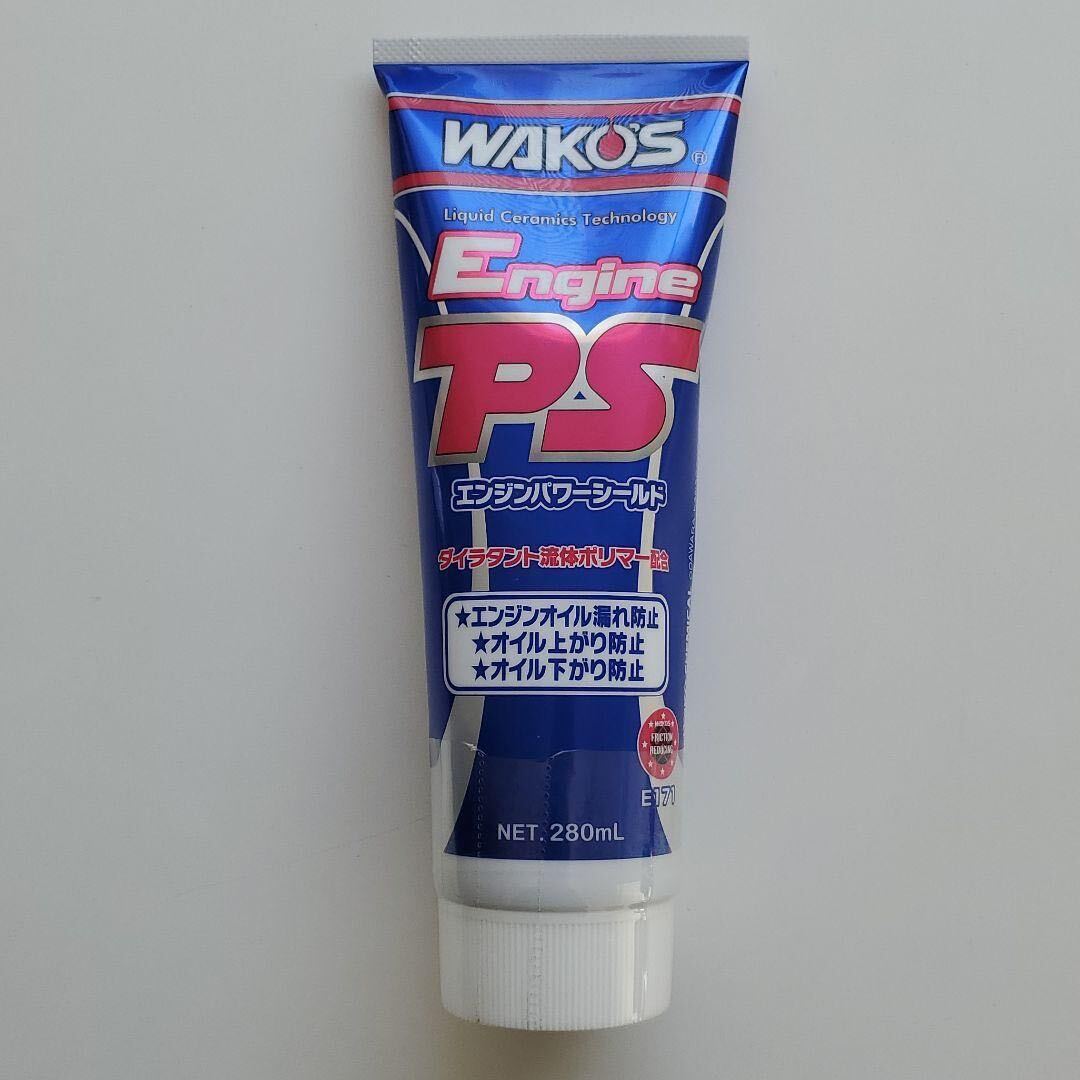 WAKO'S ®
Liquid Ceramics Technology
Engine
PS
エンジンパワーシールド
ダイラタント流体ポリマー配合
★エンジンオイル漏れ防止
★オイル上がり防止
★オイル下がり防止
WAKO'S
FRICTION
REDUCING
E171
NET. 280mL